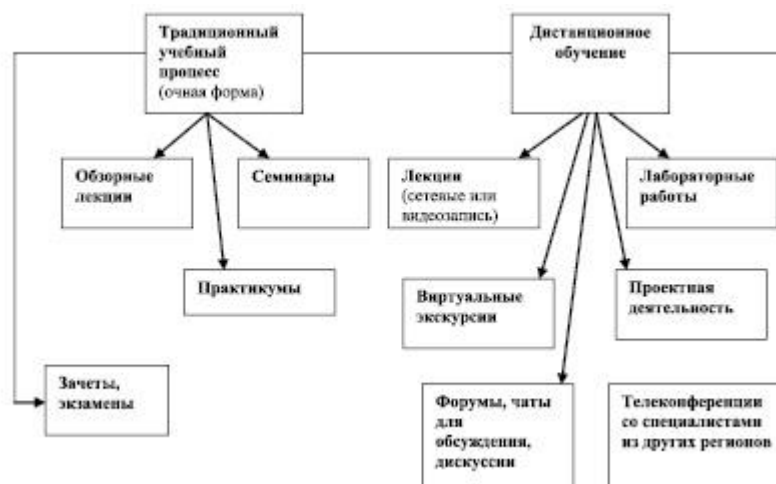 Традиционный
учебный
процесс
(очная форма)
Дистанционное
обучение
Обзорные
лекции
Семинары
Лекции
(сетевые или
видеозапись)
Лабораторные
работы
Практикумы
Виртуальные
экскурсии
Проектная
деятельность
Зачеты,
экзамены
Форумы, чаты
для
обсуждения,
дискуссии
Телеконференции
со специалистами
из других регионов